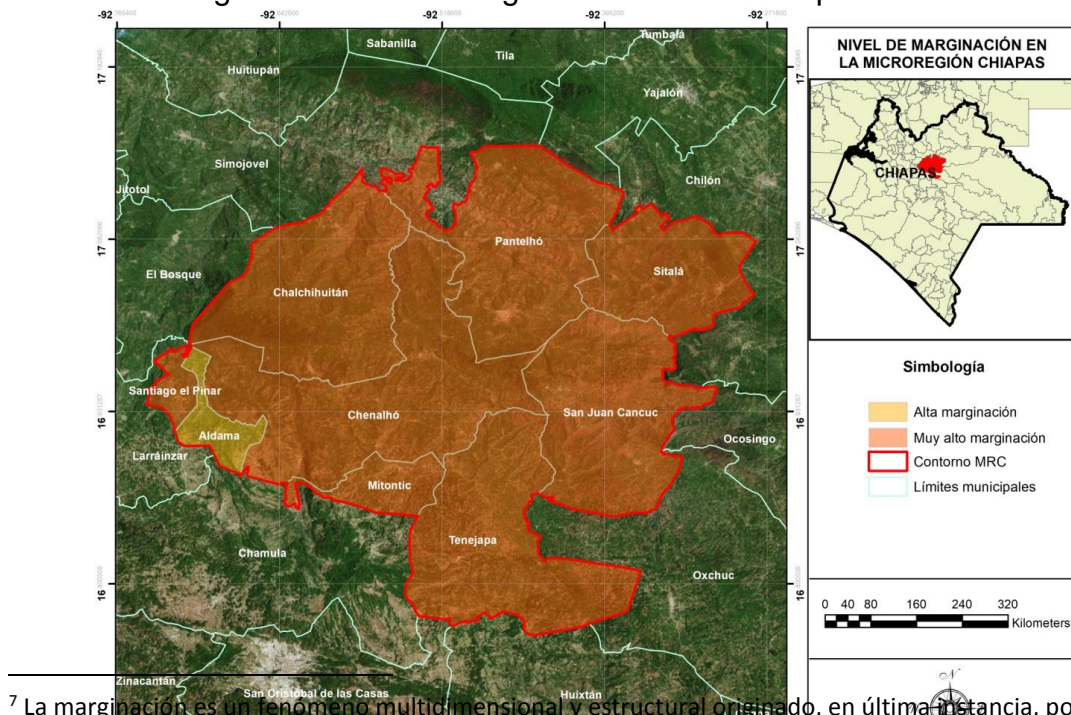 -92
-92
-92
-92
Sabanilla
Tila
Tumbalá
Huitiupán
Yajalón
Simojovel
Chilón
Jitotol
Pantelhó
El Bosque
Sitalá
Chalchihuitán
Santiago el Pinar
Chenalhó
San Juan Cancuc
Aldama
Larráinzar
Ocosingo
Mitontic
Tenejapa
Chamula
Oxchuc
Zinacantán
San Cristóbal de las Casas
Huixtán
17
17
16
16
17
17
16
16
NIVEL DE MARGINACIÓN EN
LA MICROREGIÓN CHIAPAS
CHIAPAS
Simbología
Alta marginación
Muy alto marginación
Contorno MRC
Límites municipales
0 40 80 160 240 320
Kilometers
N
7 La marginación es un fenómeno multidimensional y estructural originado, en última instancia, po